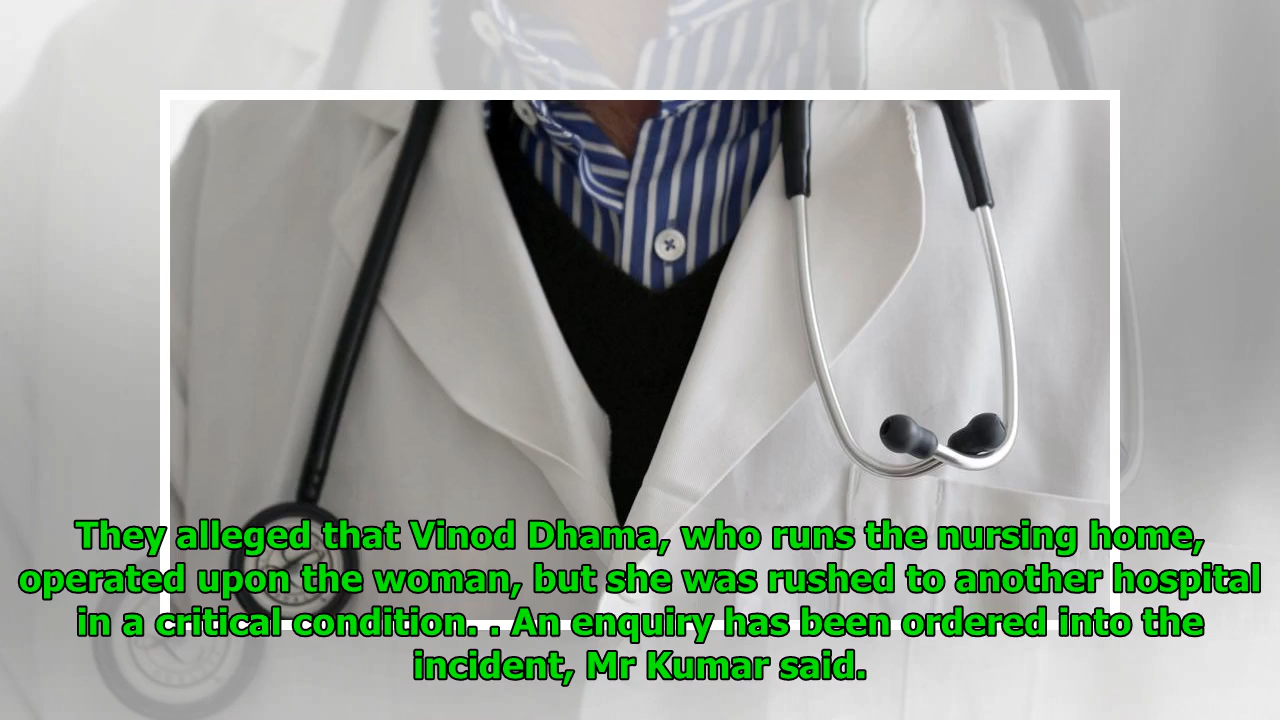 They alleged that Vinod Dhama, who runs the nursing home,
operated upon the woman, but she was rushed to another hospital
in a critical condition. . An enquiry has been ordered into the
incident, Mr Kumar said.